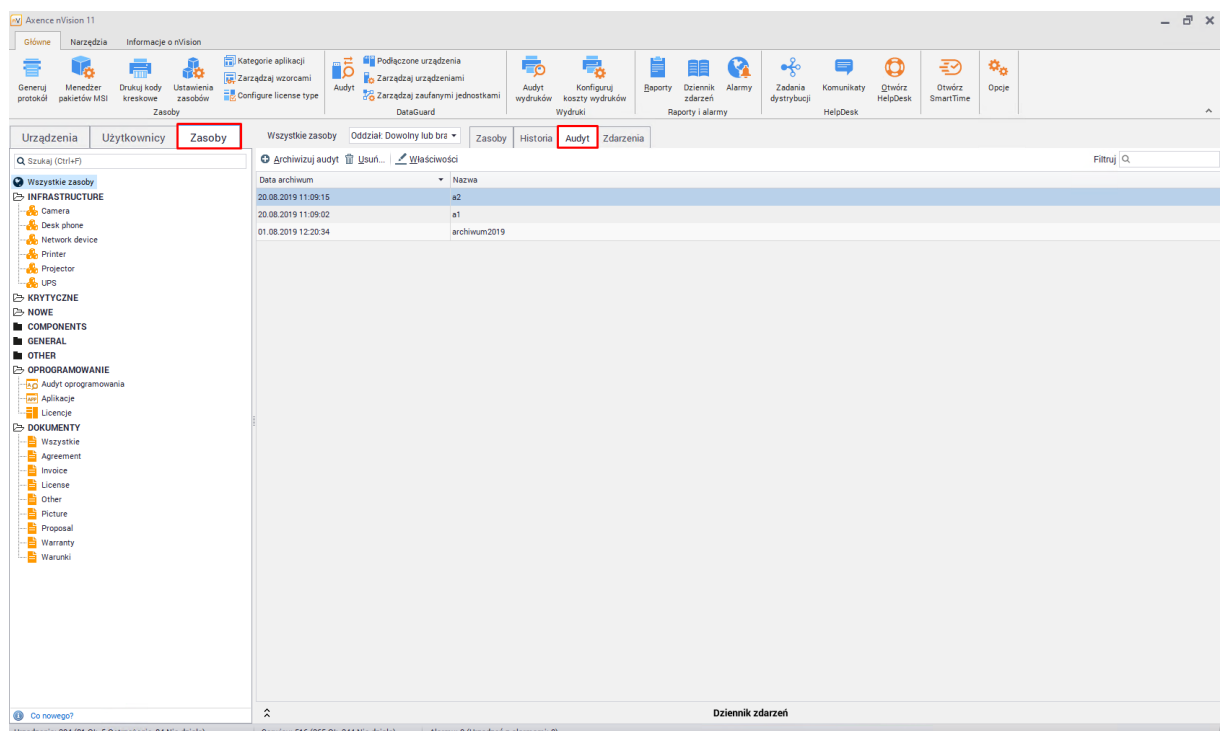 Axence nVision 11
Główne Narzędzia Informacje o nVision
Generuj protokół
Menedżer pakietów MSI
Drukuj kody kreskowe
Ustawienia zasobów
Kategorie aplikacji
Zarządzaj wzorcami
Configure license type
Zasoby
Audyt
Podłączone urządzenia
Zarządzaj urządzeniami
Zarządzaj zaufanymi jednostkami
DataGuard
Audyt wydruków
Konfiguruj koszty wydruków
Wydruki
Raporty
Dziennik zdarzeń
Alarmy
Raporty i alarmy
Zadania dystrybucji
Komunikaty
Otwórz HelpDesk
HelpDesk
Otwórz SmartTime
Opcje
Urządzenia Użytkownicy Zasoby
Szukaj (Ctrl+F)
Wszystkie zasoby
INFRASTRUCTURE
Camera
Desk phone
Network device
Printer
Projector
UPS
KRYTYCZNE
NOWE
COMPONENTS
GENERAL
OTHER
OPROGRAMOWANIE
Audyt oprogramowania
Aplikacje
Licencje
DOKUMENTY
Wszystkie
Agreement
Invoice
License
Other
Picture
Proposal
Warranty
Warunki
Co nowego?
Wszystkie zasoby Oddział: Dowolny lub bra Zasoby Historia Audyt Zdarzenia
Archiwizuj audyt Usuń... Właściwości Filtruj
Data archiwum Nazwa
20.08.2019 11:09:15 a2
20.08.2019 11:09:02 a1
01.08.2019 12:20:34 archiwum2019
Dziennik zdarzeń